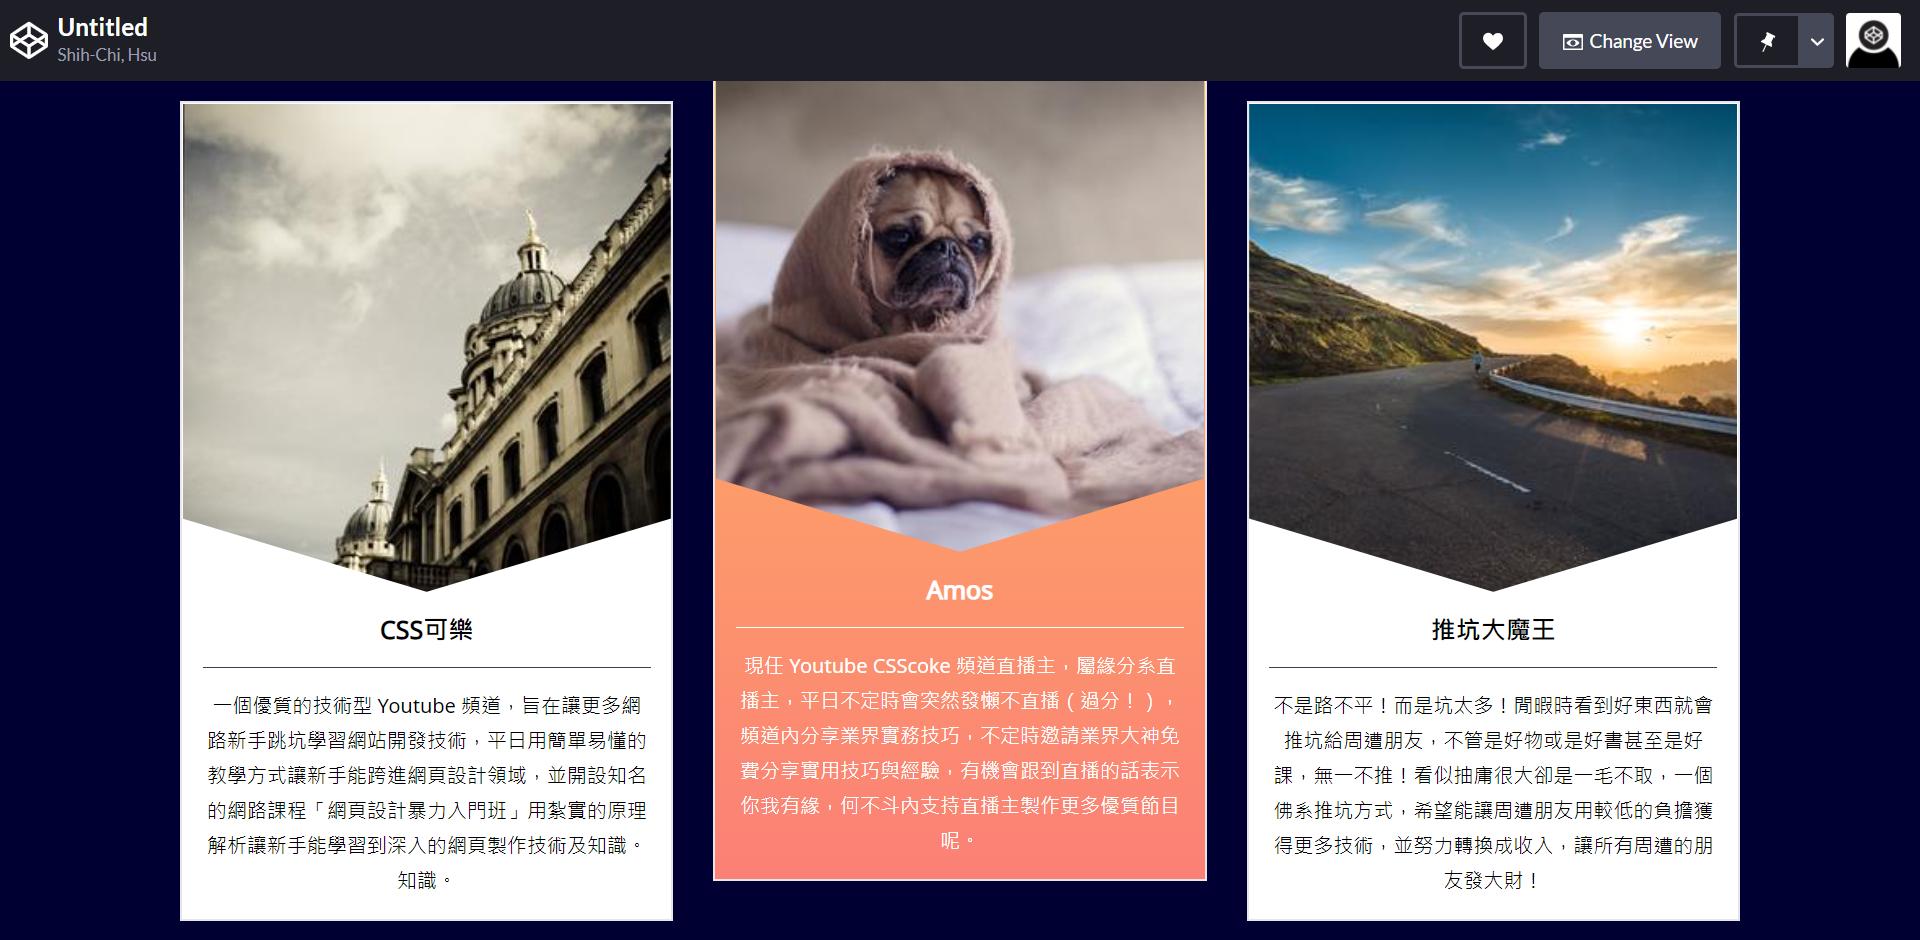 Untitled
Shih-Chi, Hsu
Change View
CSS可樂
一個優質的技術型 Youtube 頻道，旨在讓更多網
路新手跳坑學習網站開發技術，平日用簡單易懂的
教學方式讓新手能跨進網頁設計領域，並開設知名
的網路課程「網頁設計暴力入門班」用紮實的原理
解析讓新手能學習到深入的網頁製作技術及知識。
知識。
Amos
現任 Youtube CSScoke 頻道直播主，屬緣分系直
播主，平日不定時會突然發懶不直播（過分！），
頻道內分享業界實務技巧，不定時邀請業界大神免
費分享實用技巧與經驗，有機會跟到直播的話表示
你我有緣，何不斗內支持直播主製作更多優質節目
呢。
推坑大魔王
不是路不平！而是坑太多！閒暇時看到好東西就會
推坑給周遭朋友，不管是好物或是好書甚至是好
課，無一不推！看似抽庸很大卻是一毛不取，一個
佛系推坑方式，希望能讓周遭朋友用較低的負擔獲
得更多技術，並努力轉換成收入，讓所有周遭的朋
友發大財！